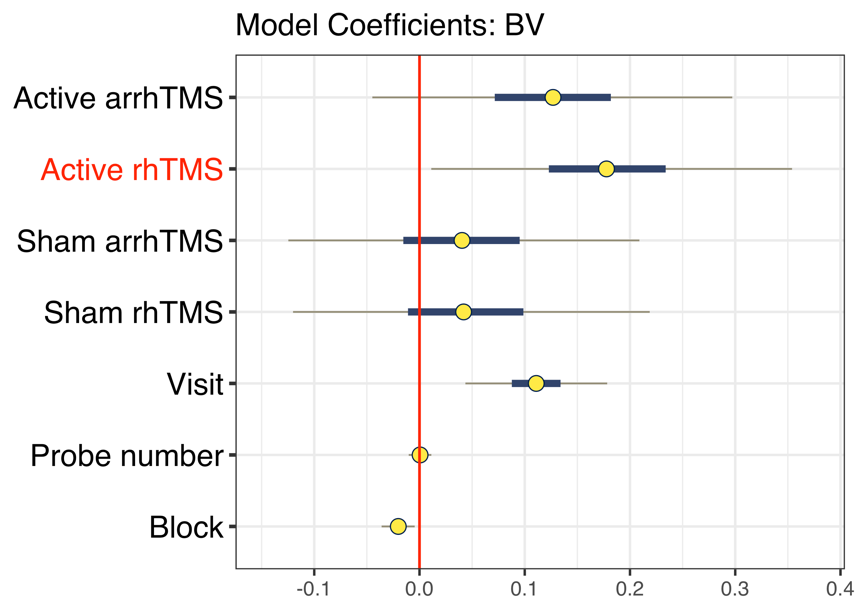 Model Coefficients: BV
Active arrhTMS
Active rhTMS
Sham arrhTMS
Sham rhTMS
Visit
Probe number
Block
-0.1 0.0 0.1 0.2 0.3 0.4